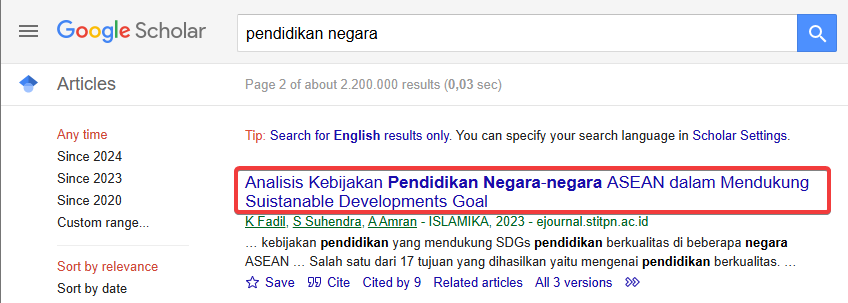 Google Scholar
pendidikan negara
Articles
Page 2 of about 2.200.000 results (0,03 sec)
Any time
Since 2024
Since 2023
Since 2020
Custom range...
Sort by relevance
Sort by date
Tip: Search for English results only. You can specify your search language in Scholar Settings.
Analisis Kebijakan Pendidikan Negara-negara ASEAN dalam Mendukung
Suistanable Developments Goal
K Fadil, S Suhendra, A Amran - ISLAMIKA, 2023 - ejournal.stitpn.ac.id
... kebijakan pendidikan yang mendukung SDGs pendidikan berkualitas di beberapa negara
ASEAN ... Salah satu dari 17 tujuan yang dihasilkan yaitu mengenai pendidikan berkualitas. ...
Save Cite Cited by 9 Related articles All 3 versions